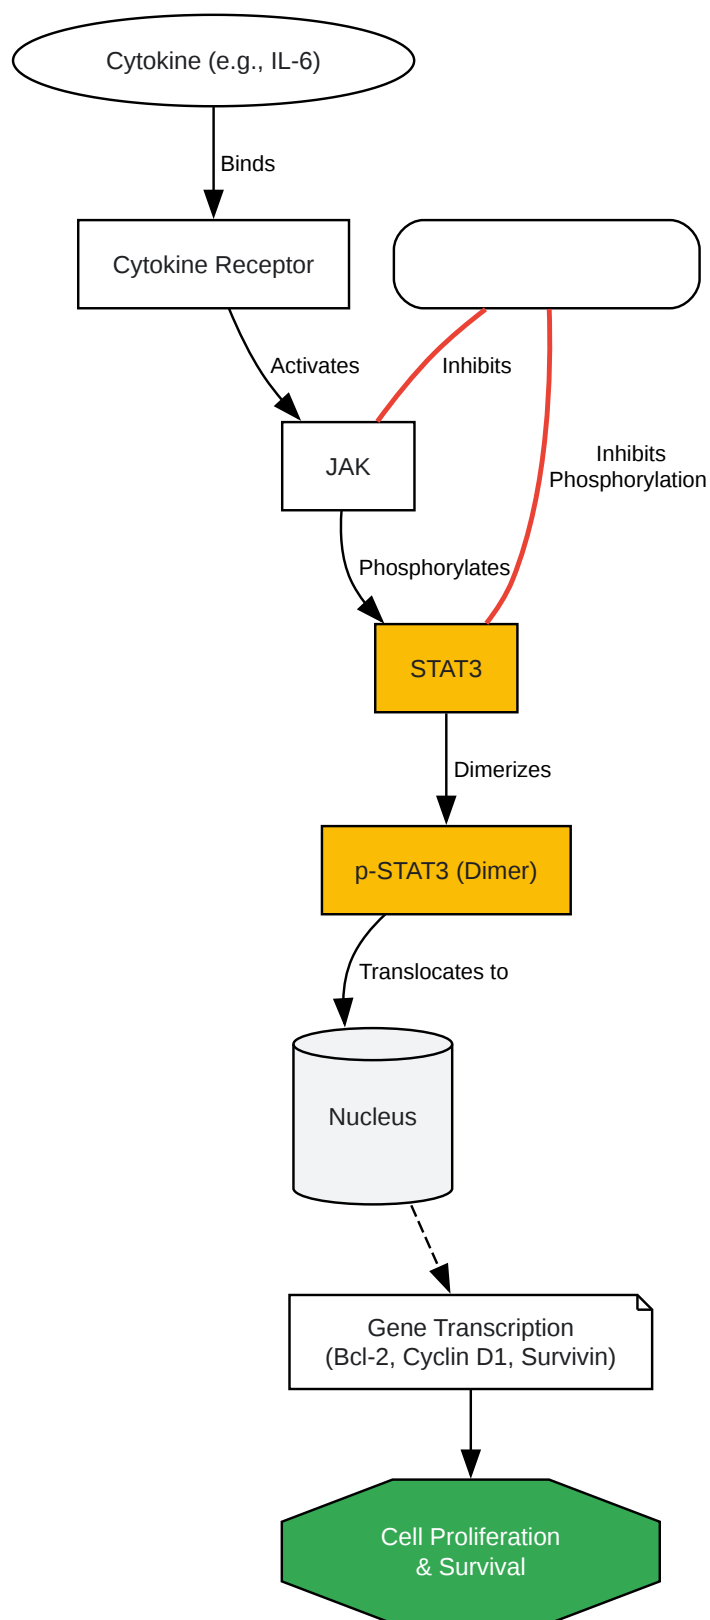 Cytokine (e.g., IL-6)
Binds
Cytokine Receptor
Activates
Inhibits
JAK
Inhibits
Phosphorylation
Phosphorylates
STAT3
Dimerizes
p-STAT3 (Dimer)
Translocates to
Nucleus
Gene Transcription
(Bcl-2, Cyclin D1, Survivin)
Cell Proliferation
& Survival